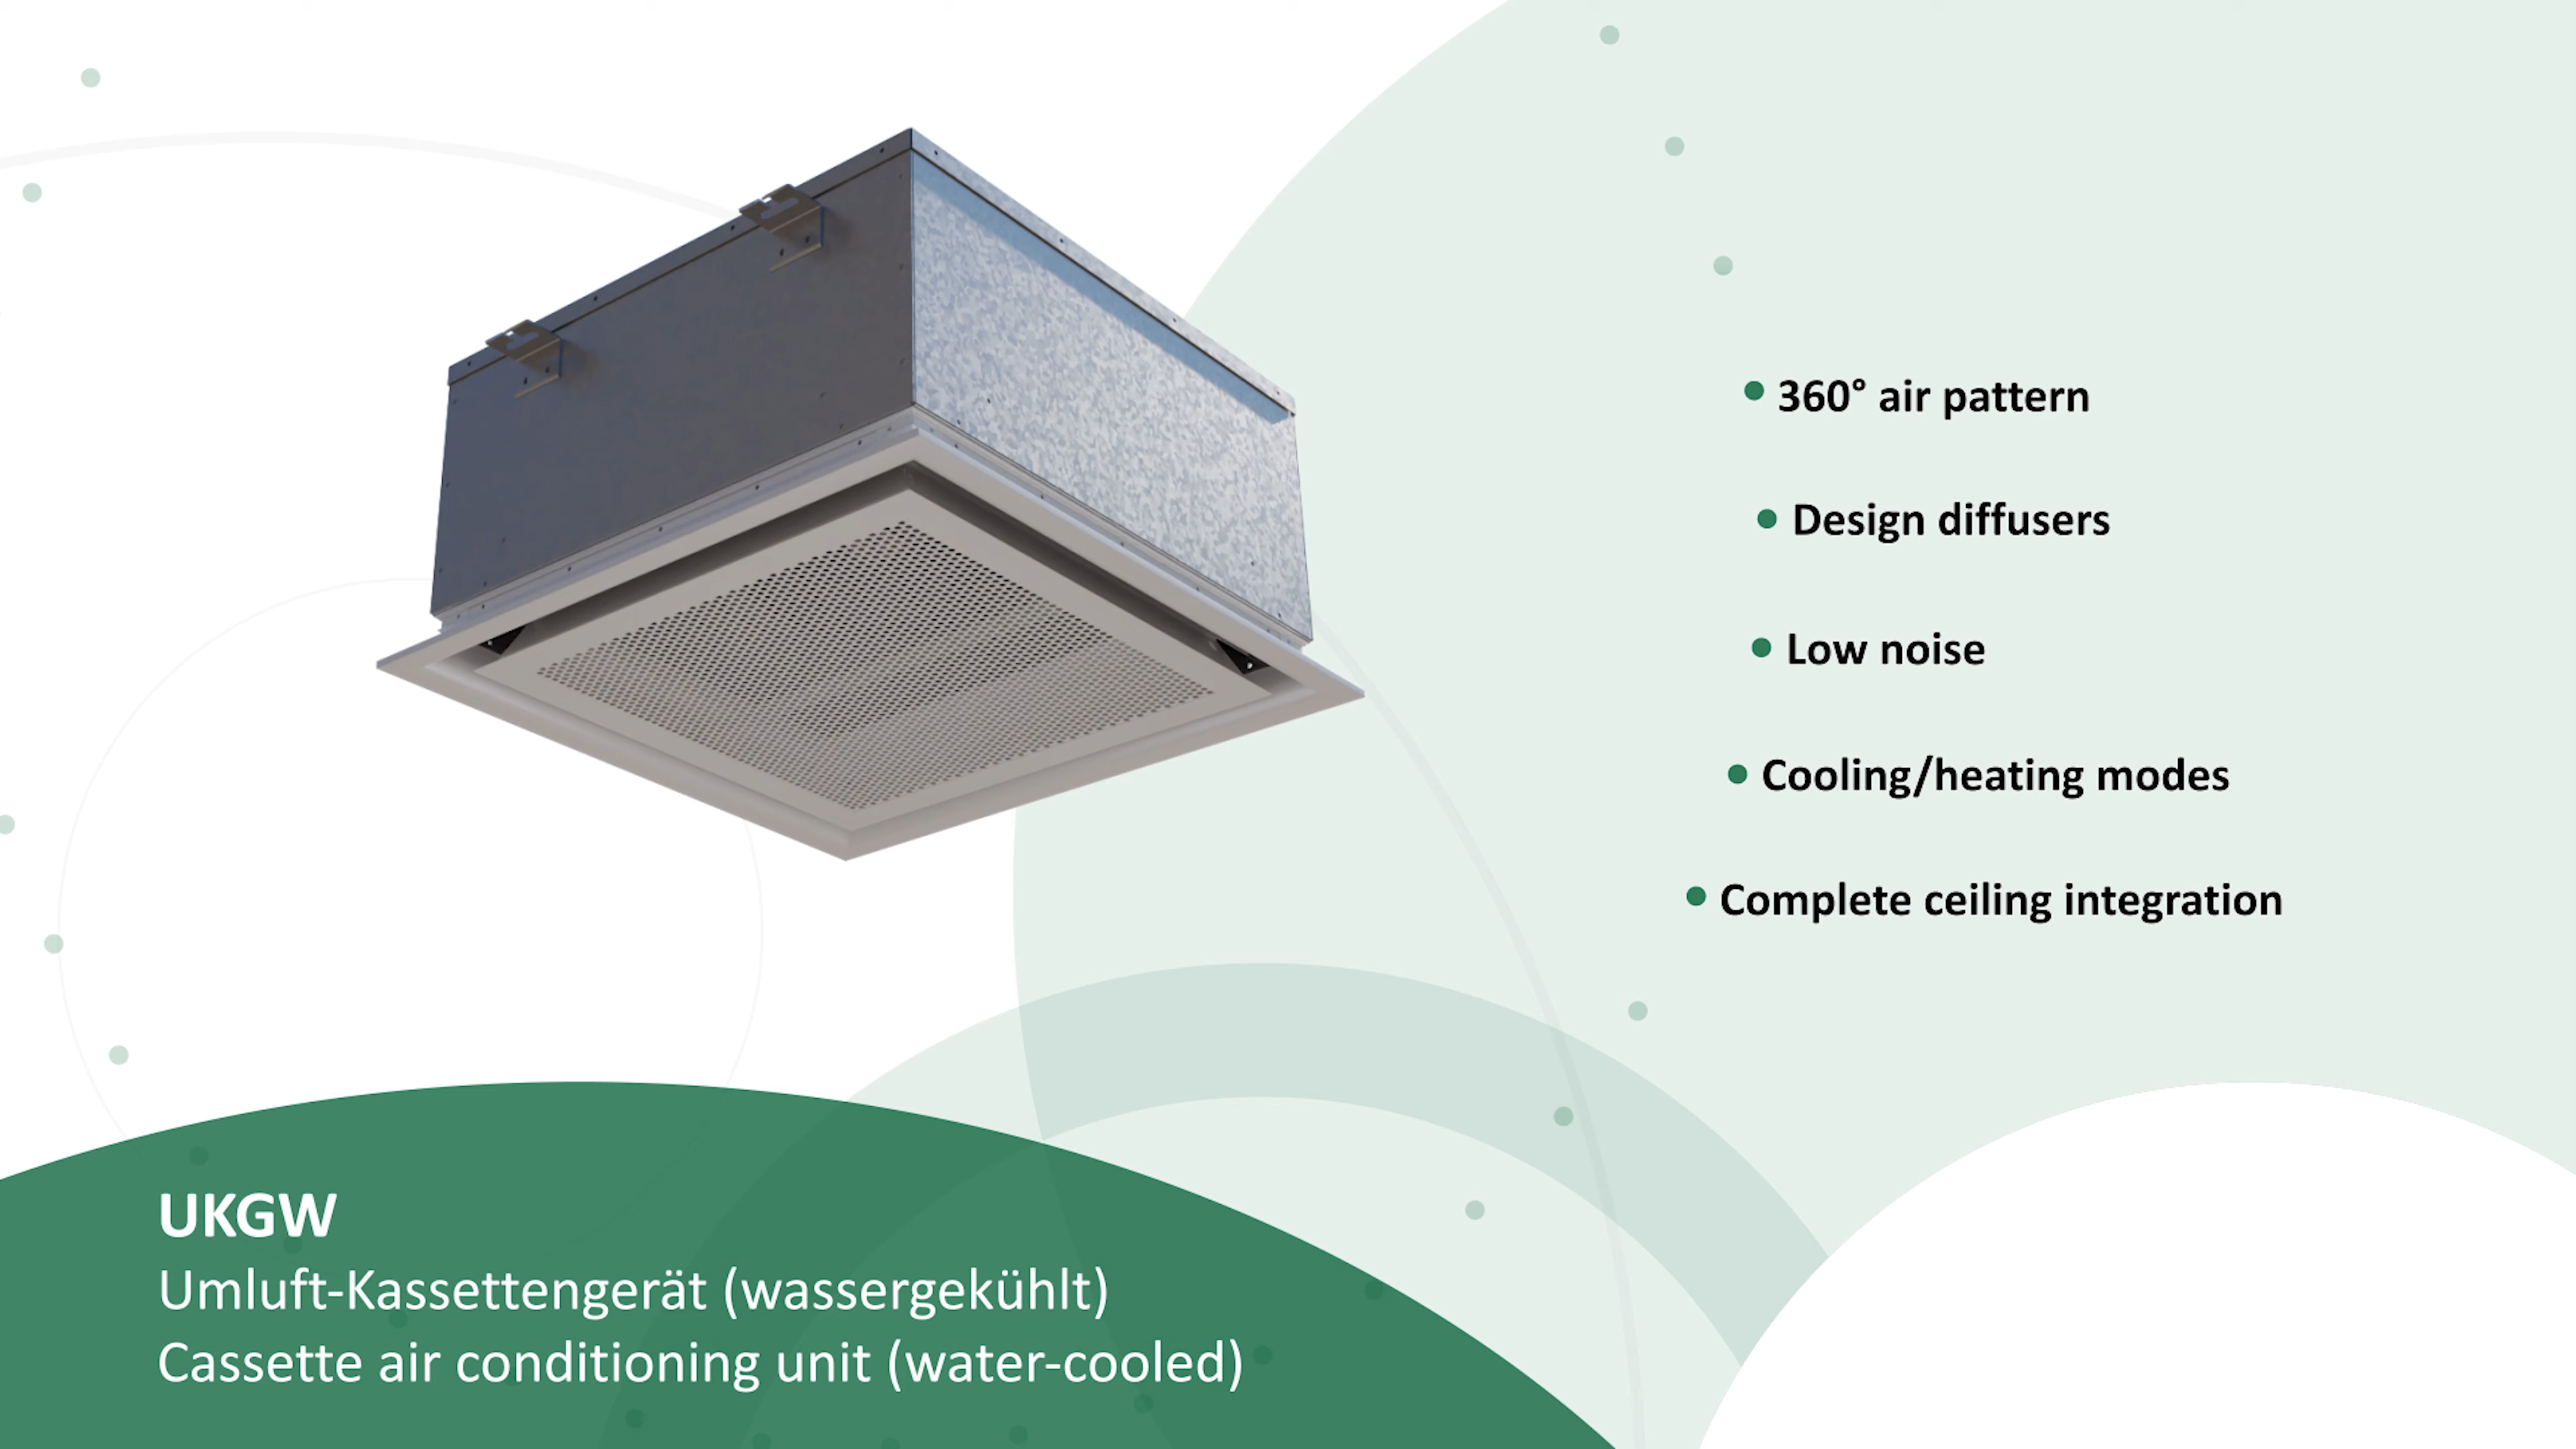 360° air pattern
Design diffusers
Low noise
Cooling/heating modes
Complete ceiling integration
UKGW
Umluft-Kassettengerät (wassergekühlt)
Cassette air conditioning unit (water-cooled)